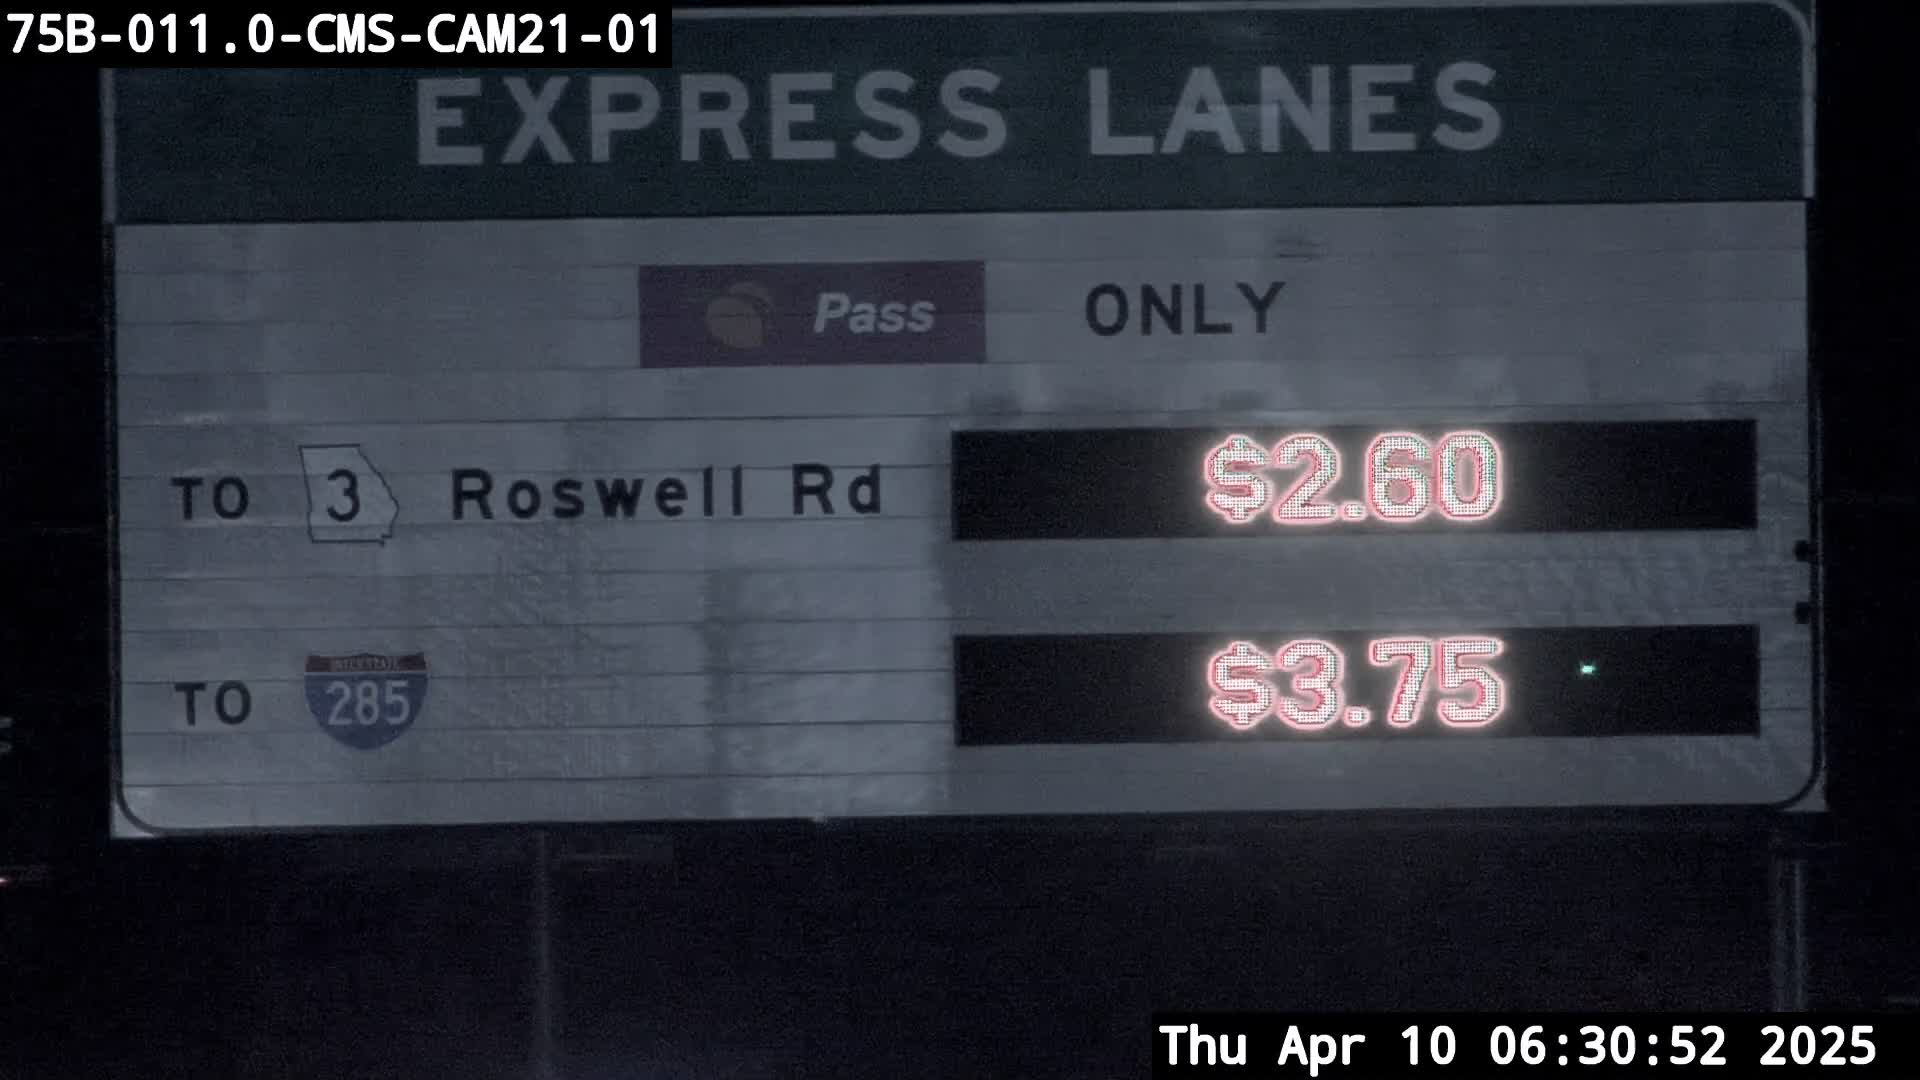 75B-011.0-CMS-CAM21-01
EXPRESS LANES
Pass ONLY
TO 3 Roswell Rd $2.60
TO INTERSTATE 285 $3.75
Thu Apr 10 06:30:52 2025